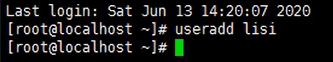 Last login: Sat Jun 13 14:20:07 2020
[root@localhost ~]# useradd lisi
[root@localhost ~]#